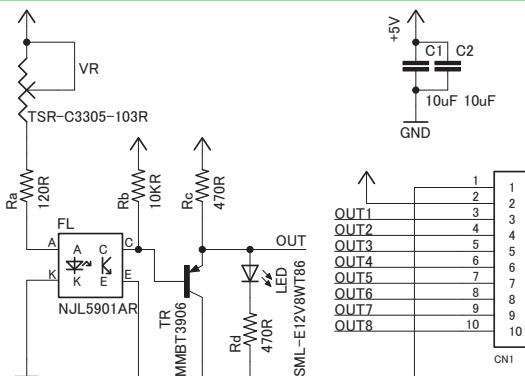 +5V
C1 C2
10uF 10uF
GND
VR
TSR-C3305-103R
Ra
120R
Rb
10KR
Rc
470R
FL
A
K
A
K
C
E
C
E
NJL5901AR
TR
MMBT3906
OUT
LED
SML-E12V8WT86
Rd
470R
1 1
2 2
OUT1 3 3
OUT2 4 4
OUT3 5 5
OUT4 6 6
OUT5 7 7
OUT6 8 8
OUT7 9 9
OUT8 10 10
CN1